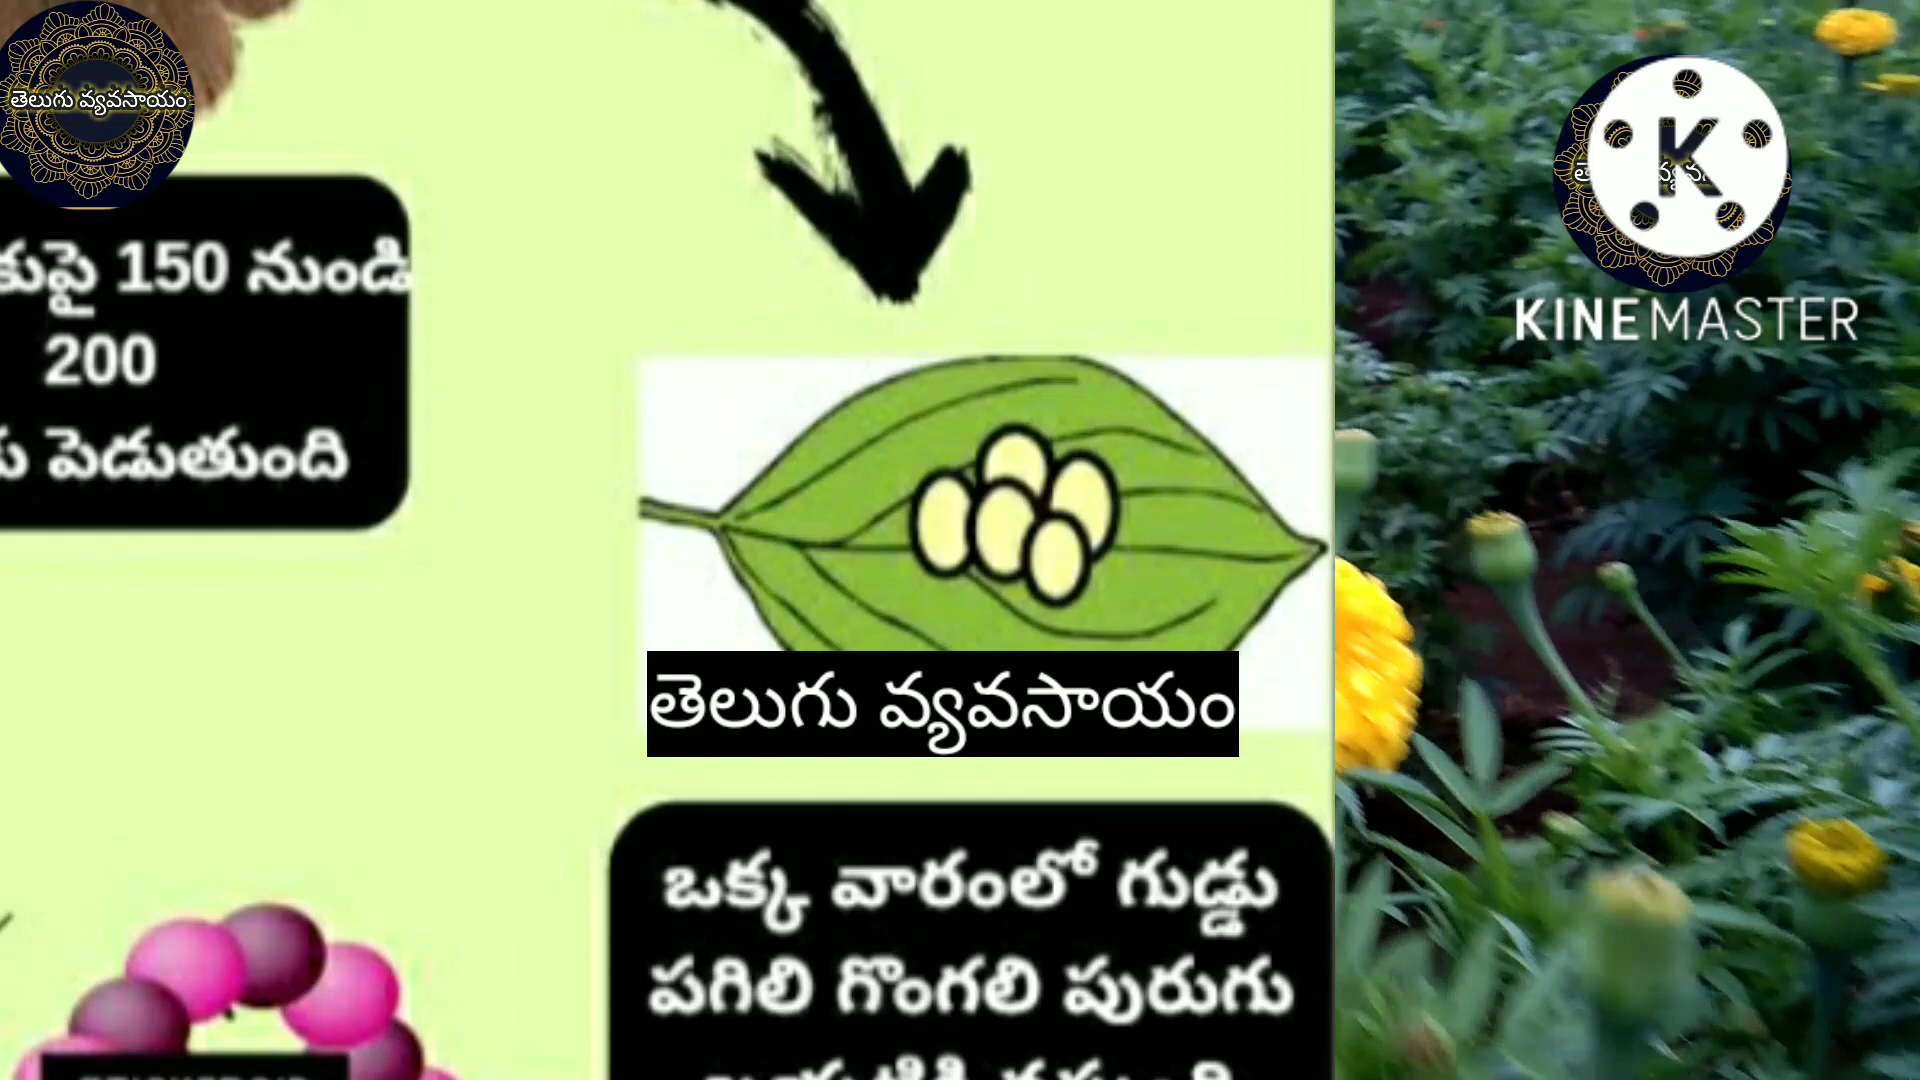 తెలుగు వ్యవసాయం
150 నుండి
200
పెడుతుంది
KINEMASTER
తెలుగు వ్యవసాయం
ఒక్క వారంలో గుడ్డు
పగిలి గొంగలి పురుగు